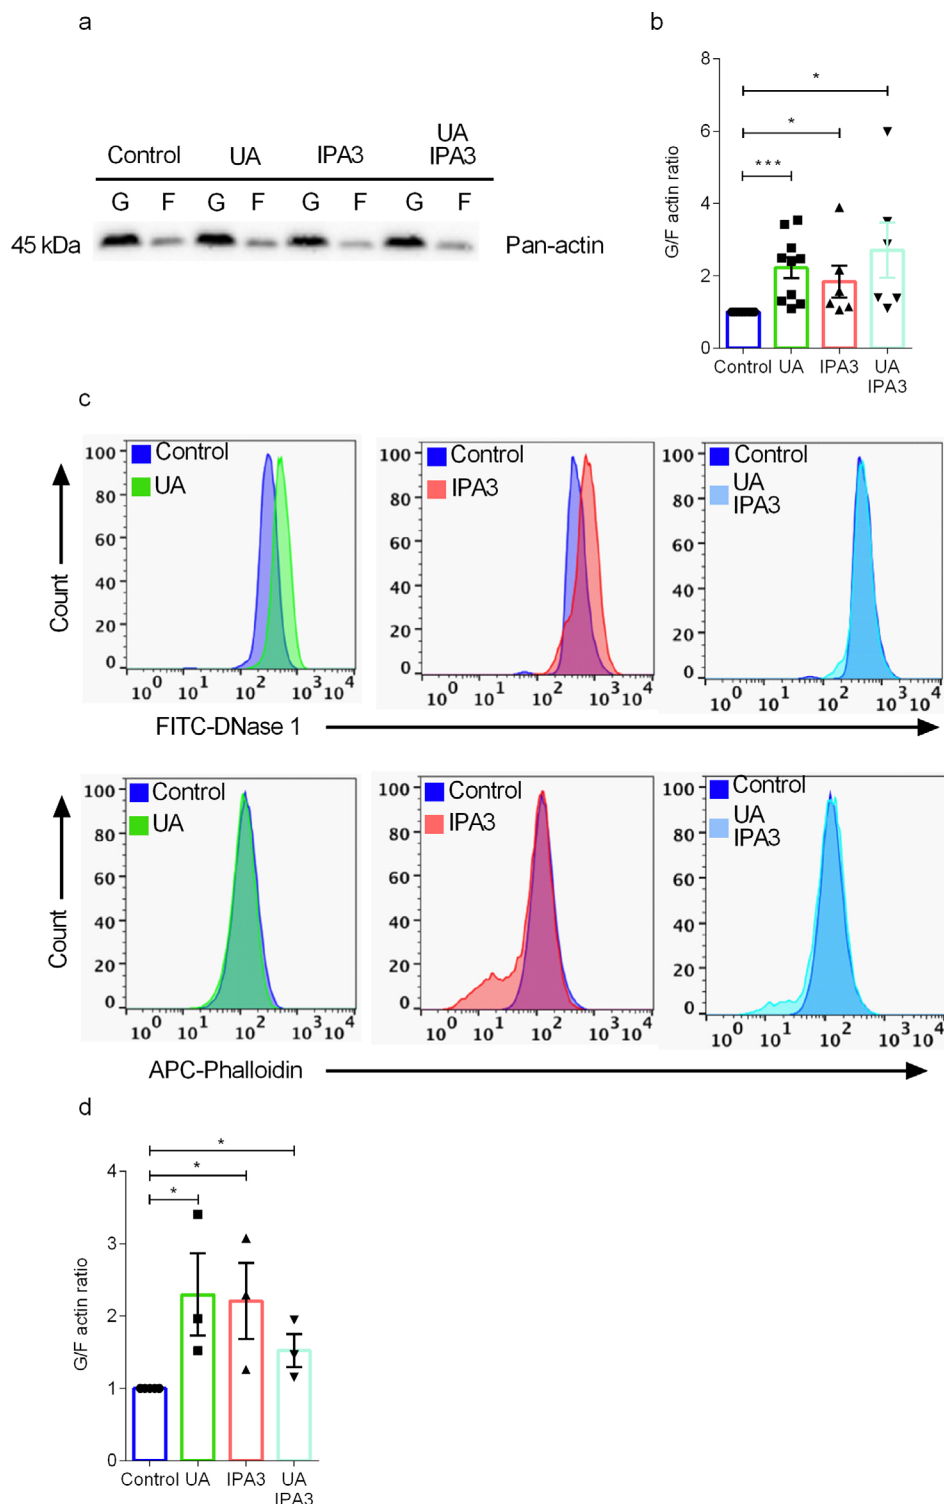 a
Control UA IPA3 UA
IPA3
G F G F G F G F
45 kDa Pan-actin
b
8
6
4
2
0
G/F actin ratio
*
*
***
Control UA IPA3 UA
IPA3
c
Count
100
80
60
40
20
0
Control
UA
10^0 10^1 10^2 10^3 10^4
100
80
60
40
20
0
Control
IPA3
10^0 10^1 10^2 10^3 10^4
100
80
60
40
20
0
Control
UA
IPA3
10^0 10^1 10^2 10^3 10^4
FITC-DNase 1
Count
100
80
60
40
20
0
Control
UA
10^0 10^1 10^2 10^3 10^4
100
80
60
40
20
0
Control
IPA3
10^0 10^1 10^2 10^3 10^4
100
80
60
40
20
0
Control
UA
IPA3
10^0 10^1 10^2 10^3 10^4
APC-Phalloidin
d
4
3
2
1
0
G/F actin ratio
*
*
*
Control UA IPA3 UA
IPA3